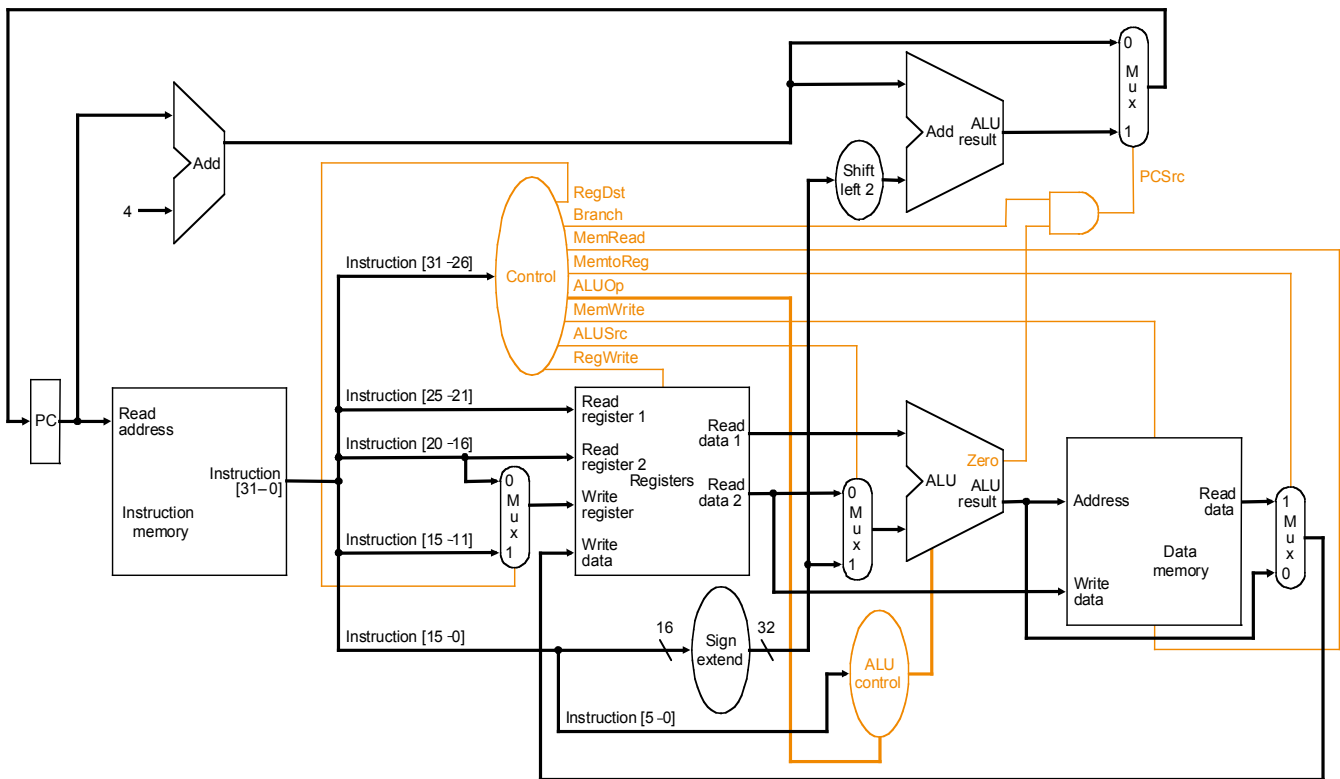 0
M
u
x
1
Add
ALU
result
Add
Shift
left 2
PCSrc
4
RegDst
Branch
MemRead
MemtoReg
ALUOp
MemWrite
ALUSrc
RegWrite
Control
Instruction [31–26]
PC
Read
address
Instruction
[31–0]
Instruction
memory
Instruction [25–21]
Instruction [20–16]
Instruction [15–11]
Instruction [15–0]
0
M
u
x
1
Read
register 1
Read
register 2
Write
register
Write
data
Registers
Read
data 1
Read
data 2
0
M
u
x
1
Zero
ALU
ALU
result
Address
Write
data
Read
data
Data
memory
1
M
u
x
0
16
Sign
extend
32
ALU
control
Instruction [5–0]